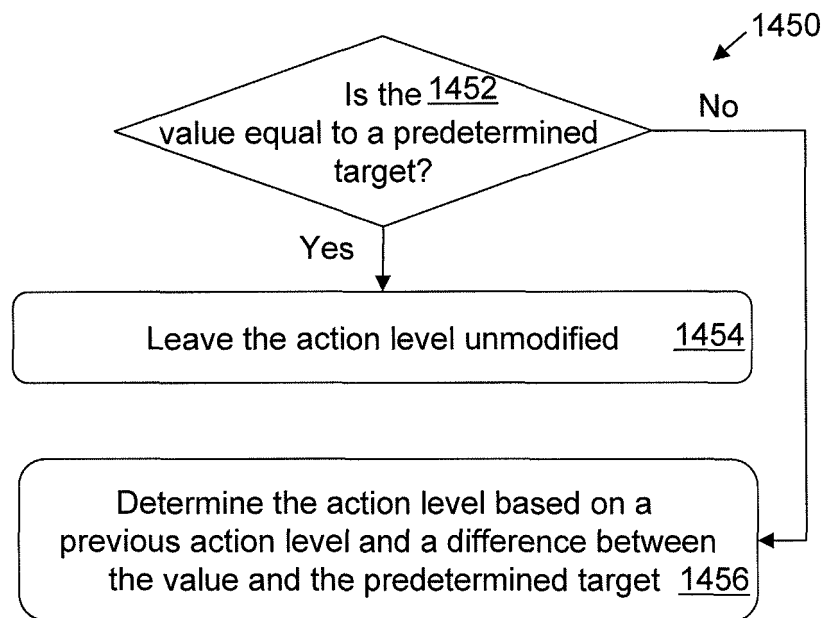 1450
Is the 1452
value equal to a predetermined
target?
No
Yes
Leave the action level unmodified 1454
Determine the action level based on a
previous action level and a difference between
the value and the predetermined target 1456